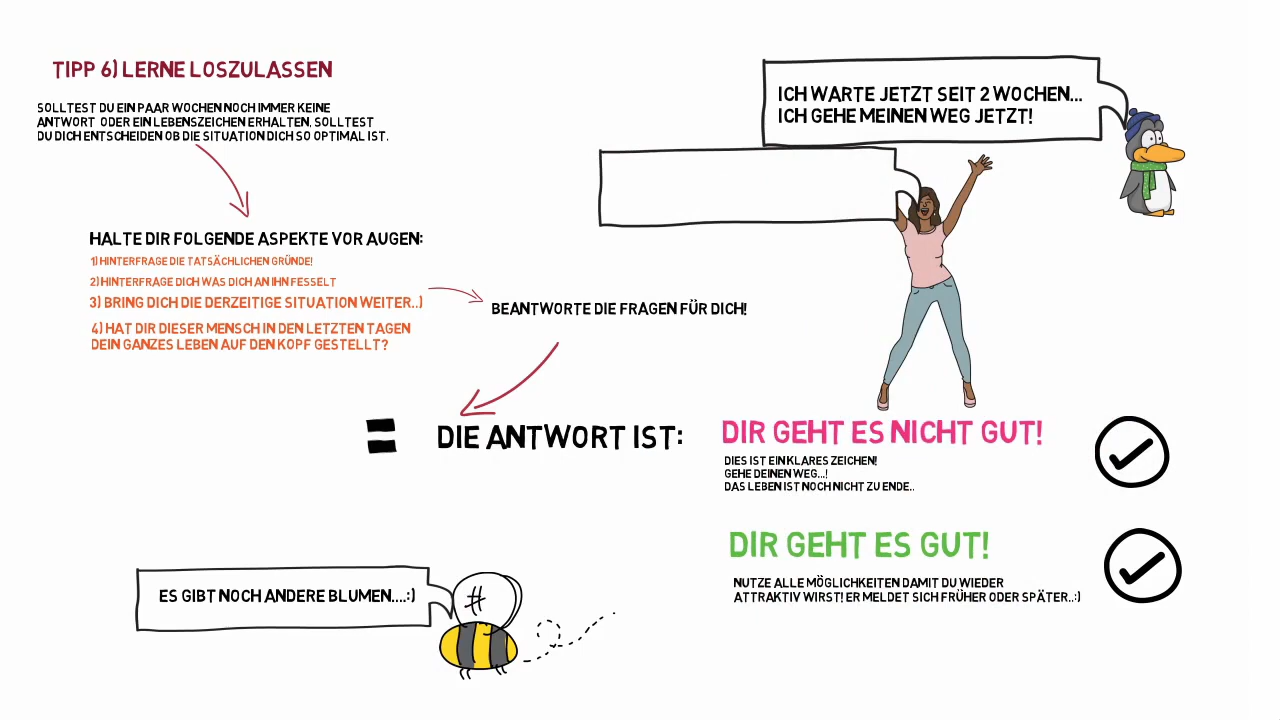 TIPP 6) LERNE LOSZULASSEN
SOLLTEST DU EIN PAAR WOCHEN NOCH IMMER KEINE
ANTWORT ODER EIN LEBENSZEICHEN ERHALTEN, SOLLTEST
DU DICH ENTSCHEIDEN OB DIE SITUATION DICH SO OPTIMAL IST.
ICH WARTE JETZT SEIT 2 WOCHEN...
ICH GEHE MEINEN WEG JETZT!
HALTE DIR FOLGENDE ASPEKTE VOR AUGEN:
1) HINTERFRAGE DIE TATSÄCHLICHEN GRÜNDE!
2) HINTERFRAGE DICH WAS DICH AN IHN FESSELT
3) BRING DICH DIE DERZEITIGE SITUATION WEITER..)
4) HAT DIR DIESER MENSCH IN DEN LETZTEN TAGEN
DEIN GANZES LEBEN AUF DEN KOPF GESTELLT?
BEANTWORTE DIE FRAGEN FÜR DICH!
= DIE ANTWORT IST:
DIR GEHT ES NICHT GUT!
DIES IST EIN KLARES ZEICHEN!
GEHE DEINEN WEG...!
DAS LEBEN IST NOCH NICHT ZU ENDE..
DIR GEHT ES GUT!
NUTZE ALLE MÖGLICHKEITEN DAMIT DU WIEDER
ATTRAKTIV WIRST! ER MELDET SICH FRÜHER ODER SPÄTER..:)
ES GIBT NOCH ANDERE BLUMEN....:)
#